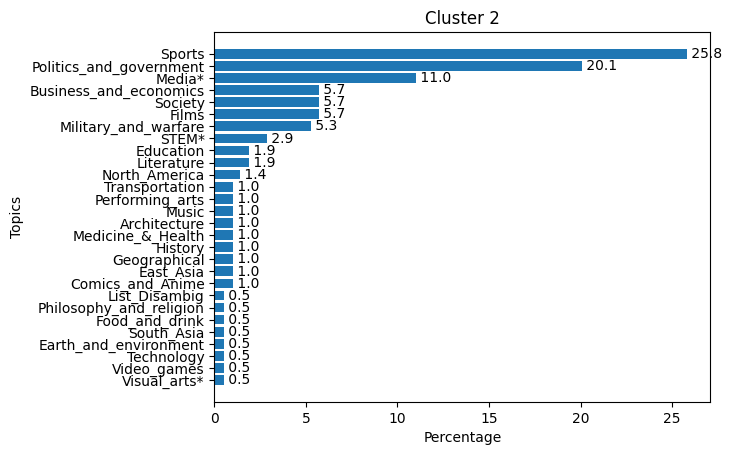 Cluster 2
Topics
Sports 25.8
Politics_and_government 20.1
Media* 11.0
Business_and_economics 5.7
Society 5.7
Films 5.7
Military_and_warfare 5.3
STEM* 2.9
Education 1.9
Literature 1.9
North_America 1.4
Transportation 1.0
Performing_arts 1.0
Music 1.0
Architecture 1.0
Medicine_&_Health 1.0
History 1.0
Geographical 1.0
East_Asia 1.0
Comics_and_Anime 1.0
List_Disambig 0.5
Philosophy_and_religion 0.5
Food_and_drink 0.5
South_Asia 0.5
Earth_and_environment 0.5
Technology 0.5
Video_games 0.5
Visual_arts* 0.5
0 5 10 15 20 25
Percentage